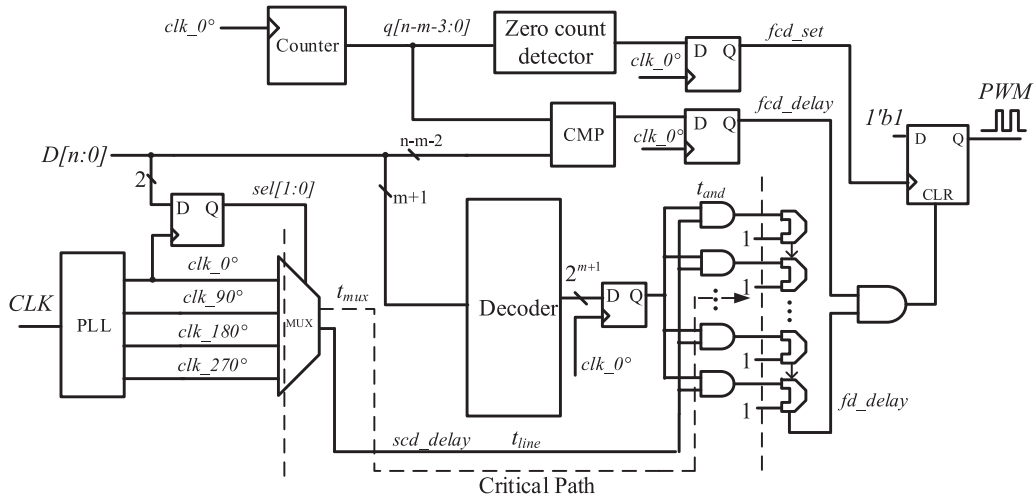 clk_0°
Counter
q[n-m-3:0]
Zero count
detector
clk_0°
D Q
fcd_set
CMP
clk_0°
D Q
fcd_delay
1'b1
D Q
CLR
PWM
D[n:0]
n-m-2
2
m+1
D Q
sel[1:0]
CLK
PLL
clk_0°
clk_90°
clk_180°
clk_270°
MUX
t_mux
Decoder
2^{m+1}
D Q
clk_0°
t_and
1
1
1
1
fd_delay
scd_delay
t_line
Critical Path